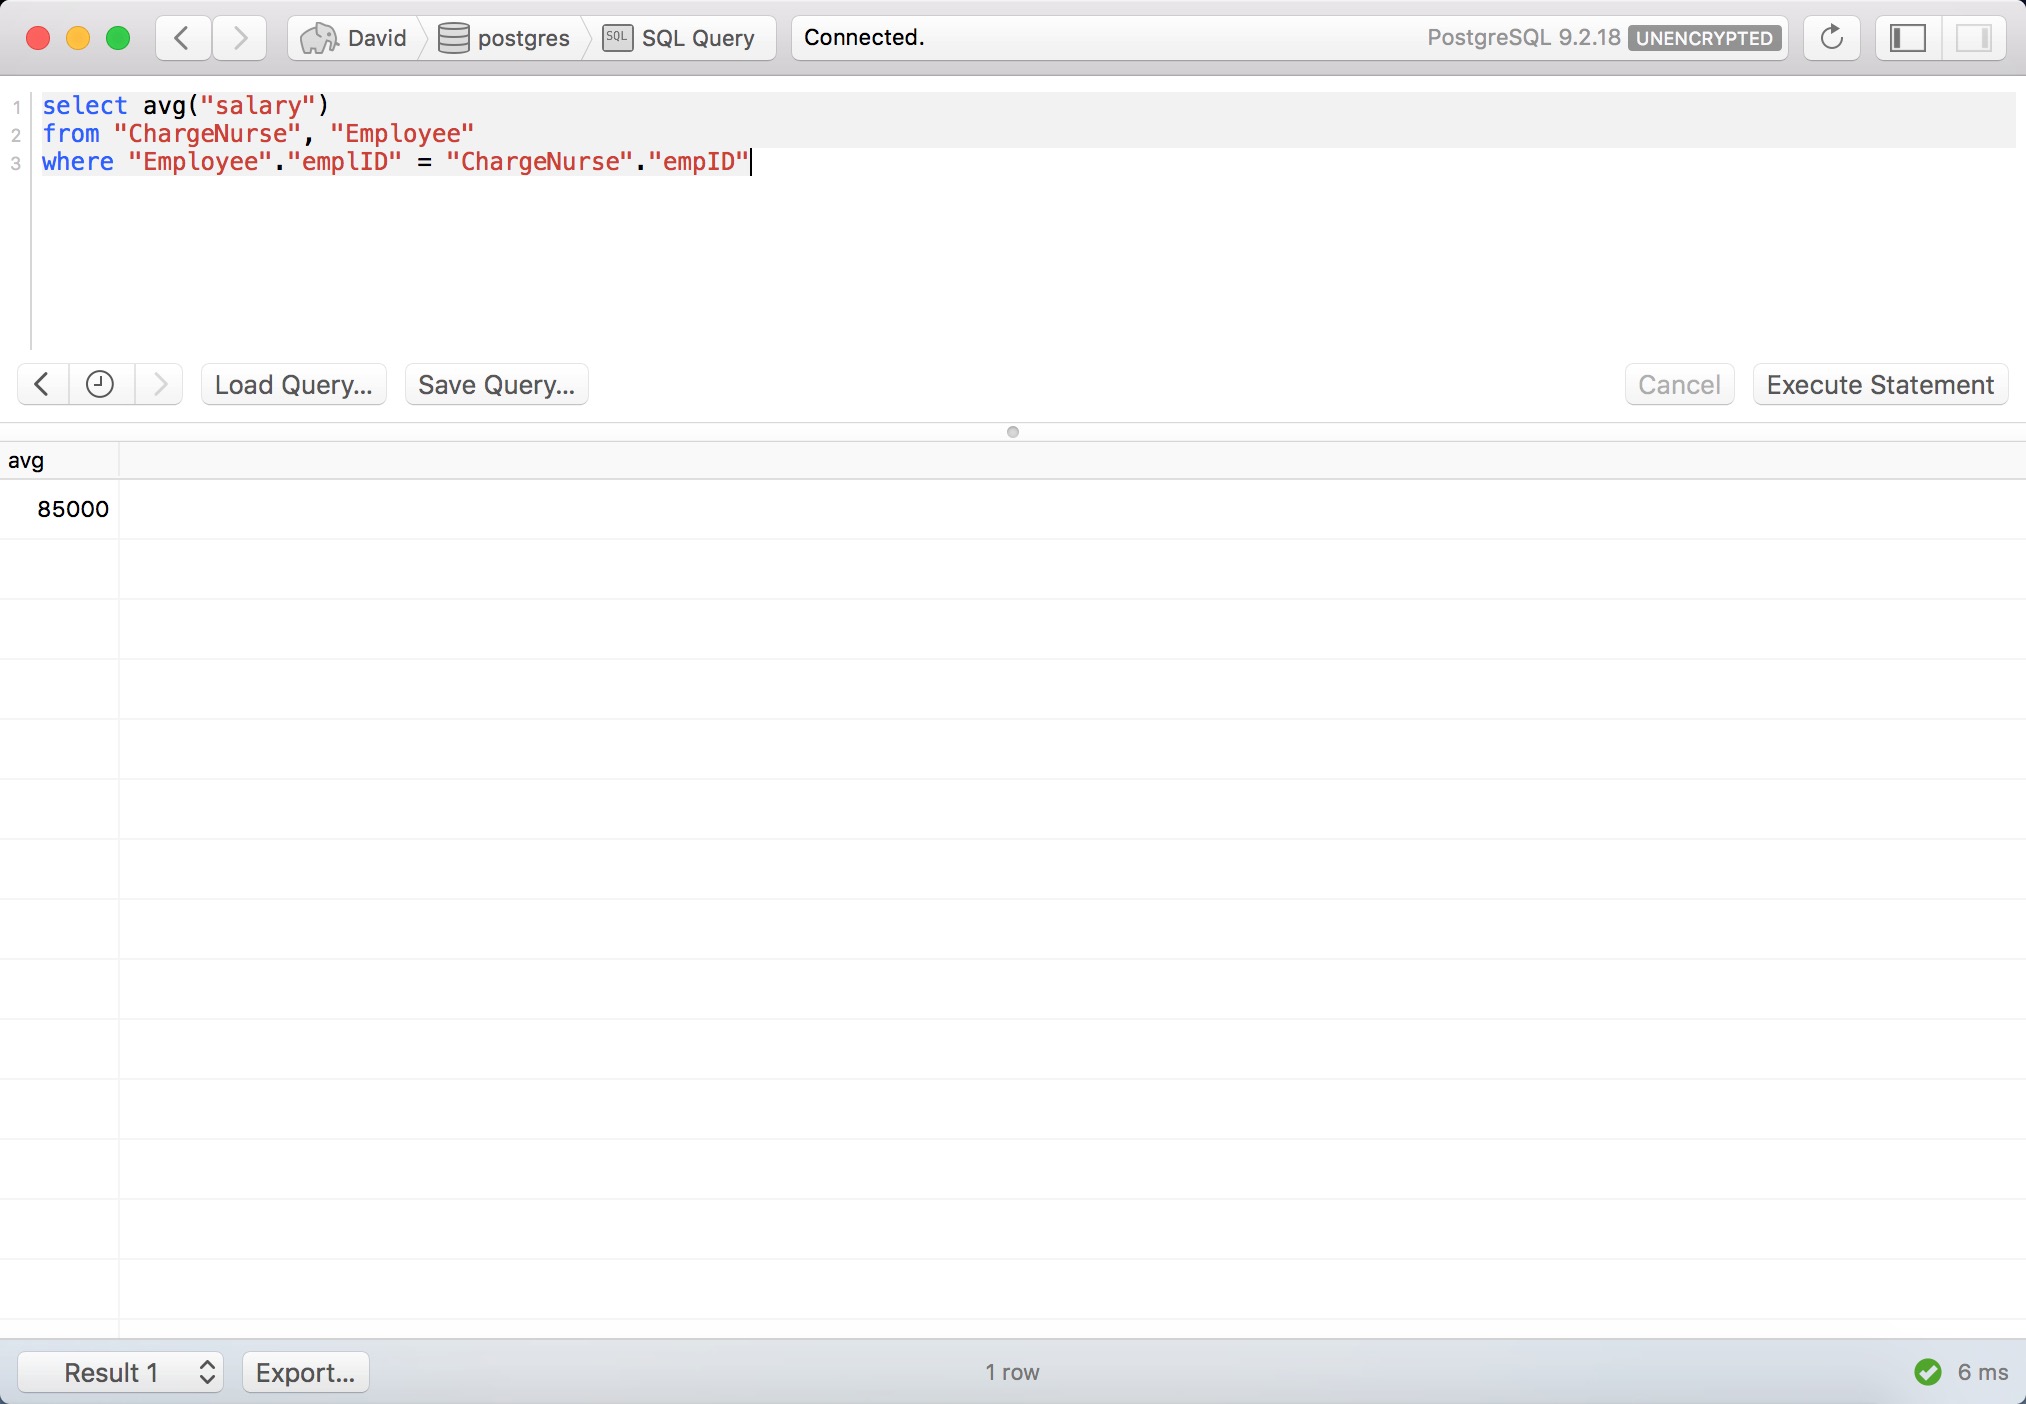 David postgres SQL SQL Query Connected. PostgreSQL 9.2.18 UNENCRYPTED
1 select avg("salary")
2 from "ChargeNurse", "Employee"
3 where "Employee"."emplID" = "ChargeNurse"."empID"
Load Query... Save Query... Cancel Execute Statement
avg
85000
Result 1 Export... 1 row 6 ms